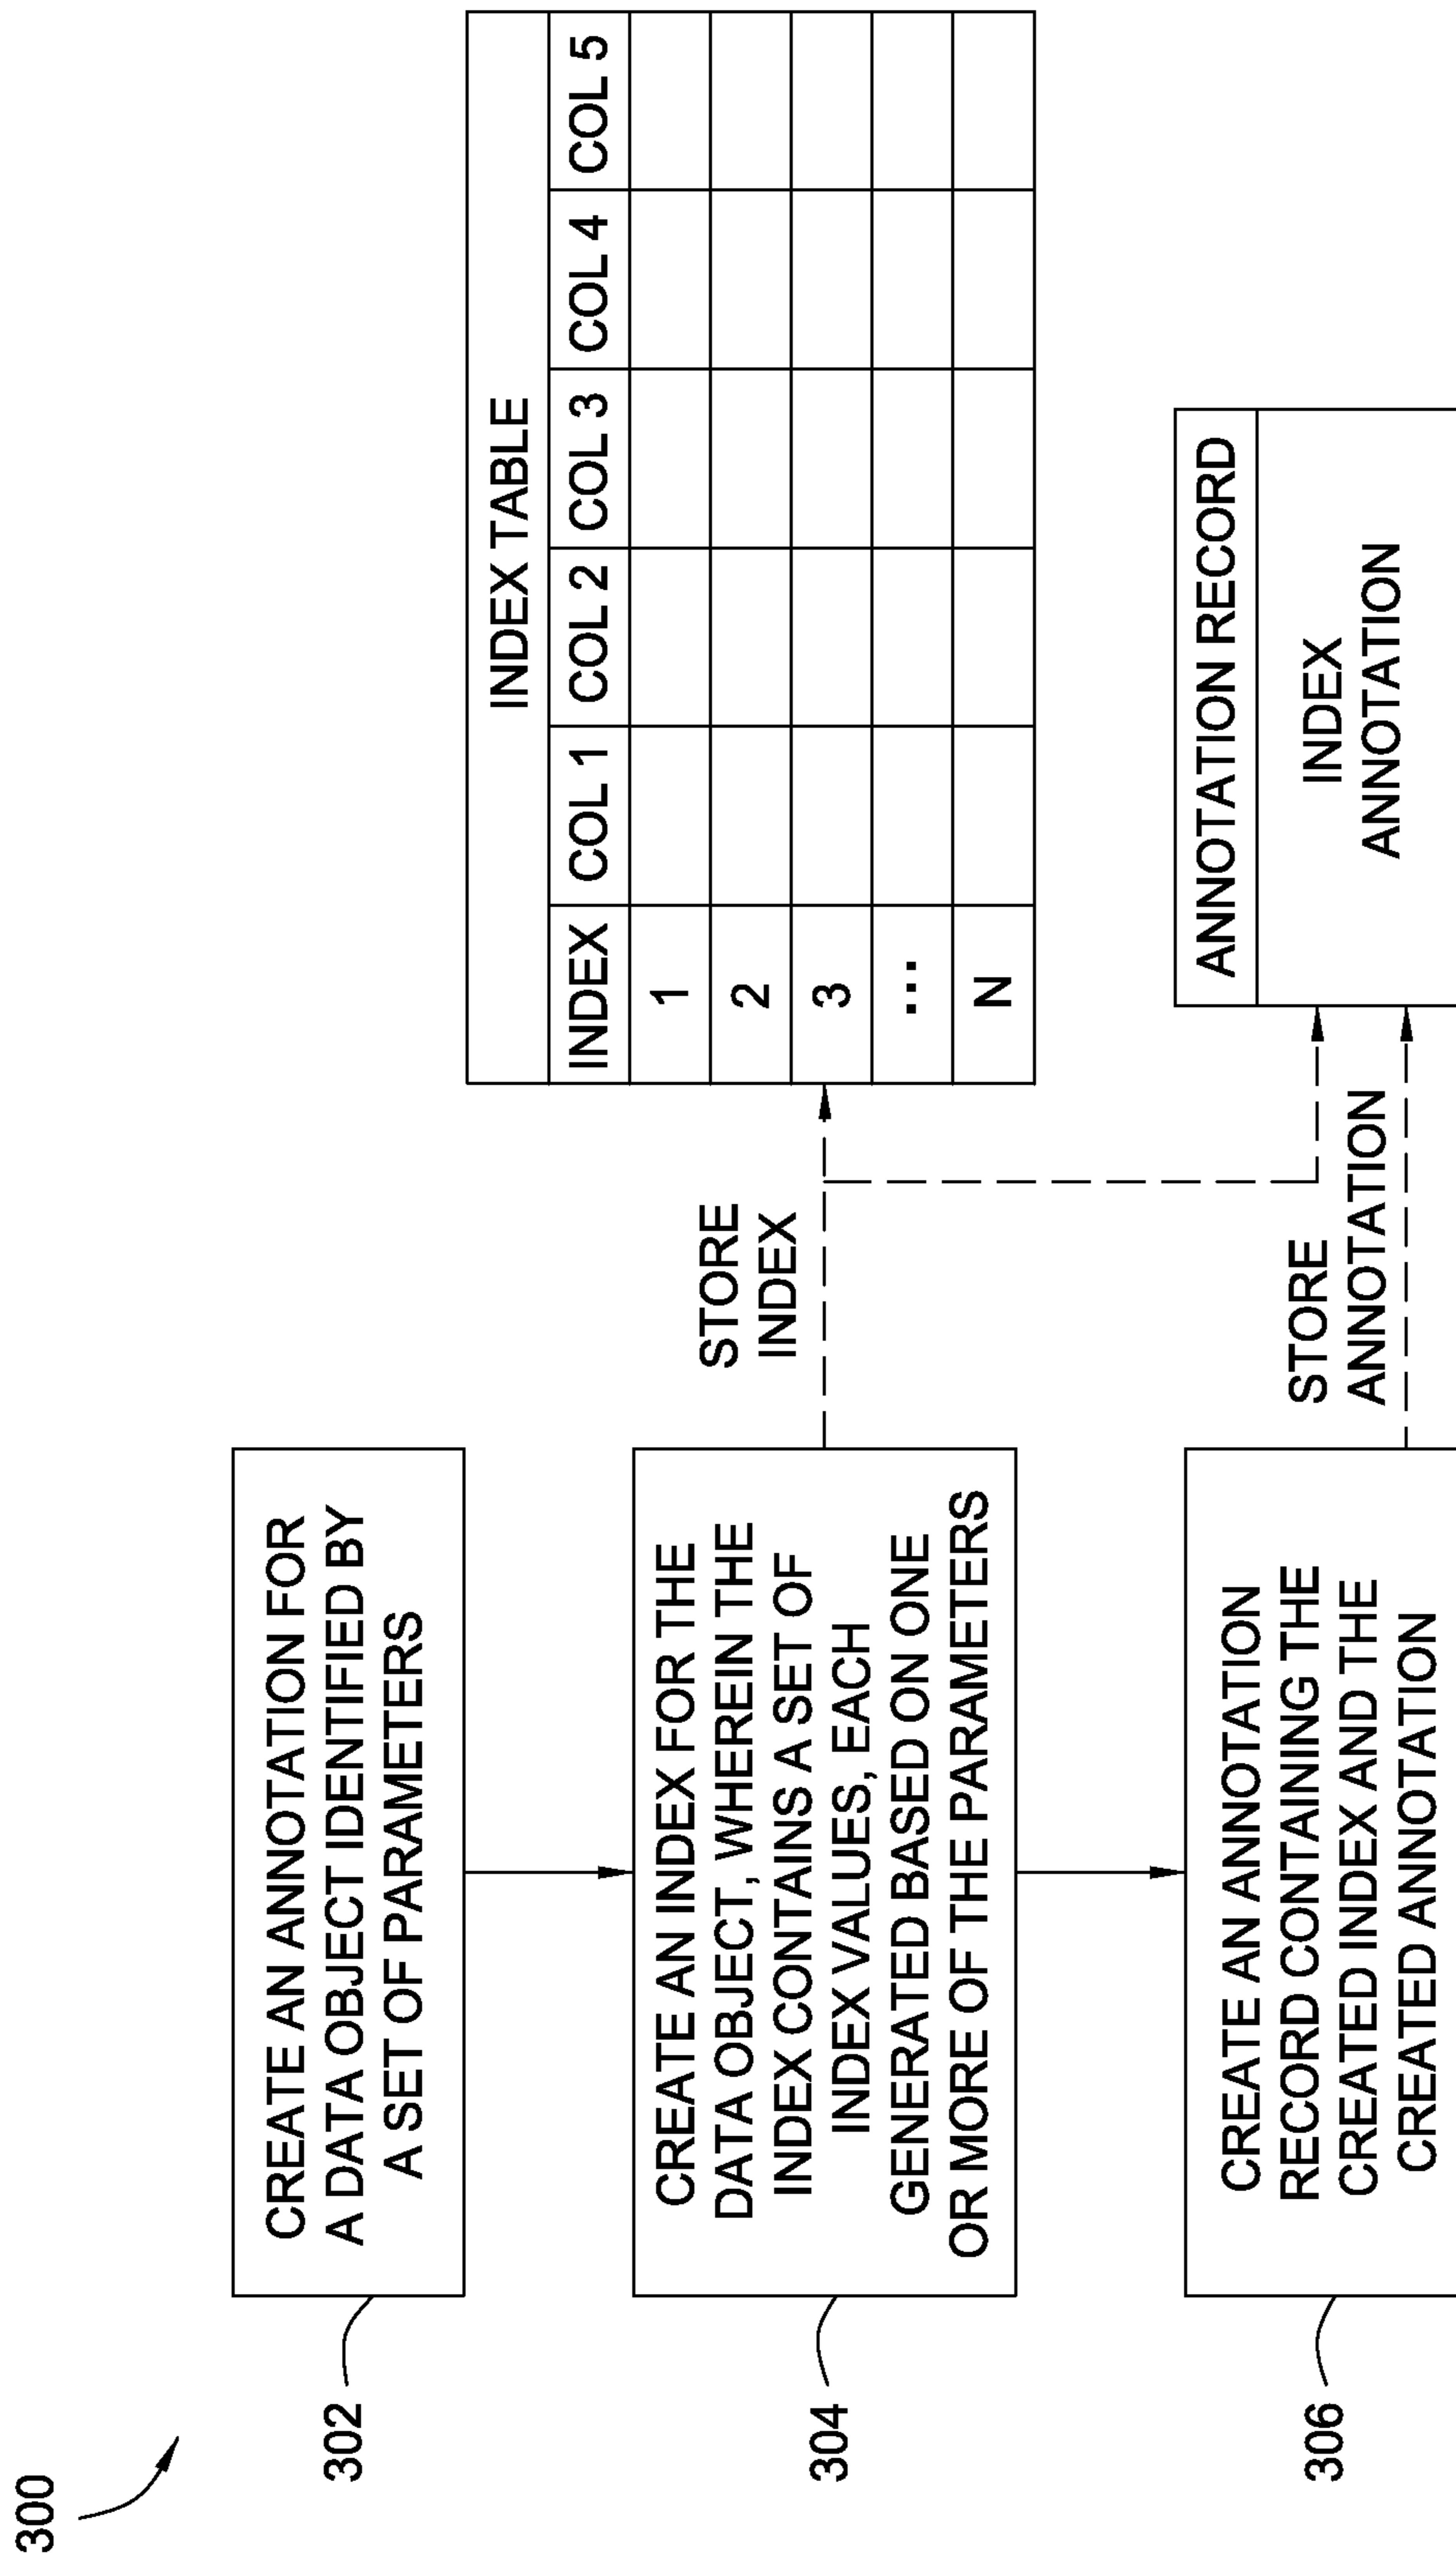 300
302
CREATE AN ANNOTATION FOR
A DATA OBJECT IDENTIFIED BY
A SET OF PARAMETERS
304
CREATE AN INDEX FOR THE
DATA OBJECT, WHEREIN THE
INDEX CONTAINS A SET OF
INDEX VALUES, EACH
GENERATED BASED ON ONE
OR MORE OF THE PARAMETERS
STORE
INDEX
INDEX TABLE
INDEX COL 1 COL 2 COL 3 COL 4 COL 5
1
2
3
...
N
306
CREATE AN ANNOTATION
RECORD CONTAINING THE
CREATED INDEX AND THE
CREATED ANNOTATION
STORE
ANNOTATION
ANNOTATION RECORD
INDEX
ANNOTATION